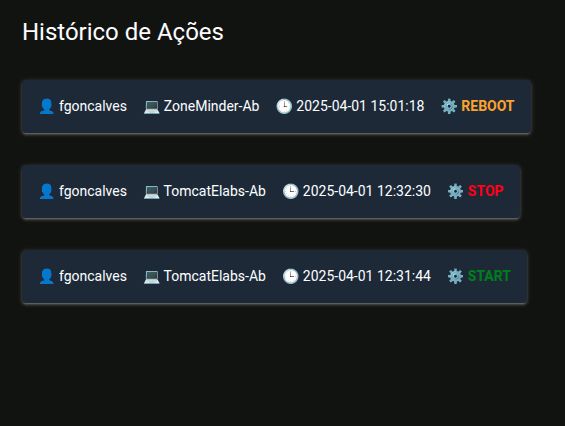 Histórico de Ações
👤 fgoncalves 💻 ZoneMinder-Ab 🕒 2025-04-01 15:01:18 ⚙️ REBOOT
👤 fgoncalves 💻 TomcatElabs-Ab 🕒 2025-04-01 12:32:30 ⚙️ STOP
👤 fgoncalves 💻 TomcatElabs-Ab 🕒 2025-04-01 12:31:44 ⚙️ START